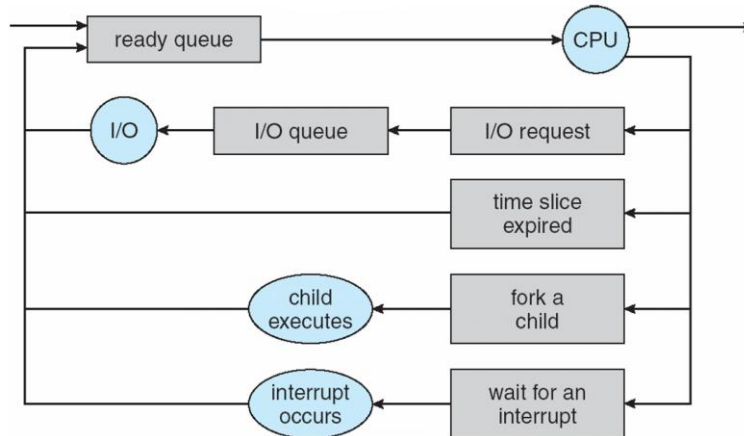 ready queue
CPU
I/O
I/O queue
I/O request
time slice
expired
child
executes
fork a
child
interrupt
occurs
wait for an
interrupt